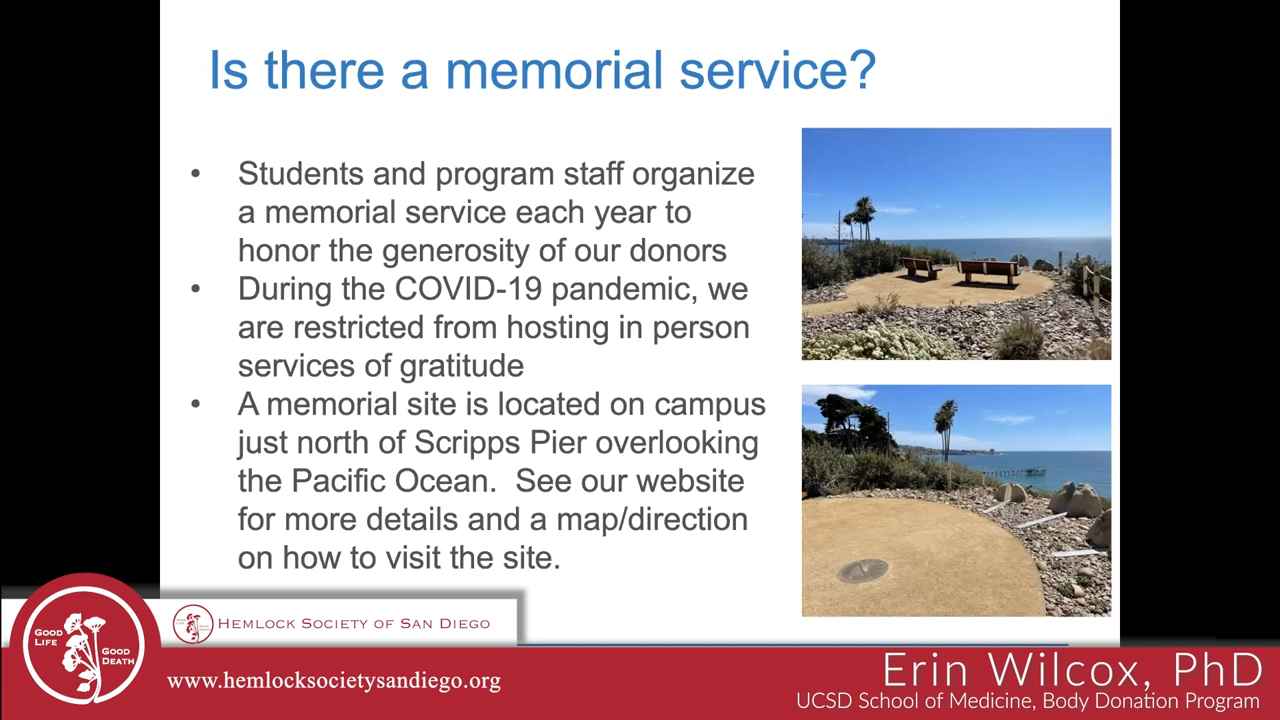 Is there a memorial service?
• Students and program staff organize
a memorial service each year to
honor the generosity of our donors
• During the COVID-19 pandemic, we
are restricted from hosting in person
services of gratitude
• A memorial site is located on campus
just north of Scripps Pier overlooking
the Pacific Ocean.  See our website
for more details and a map/direction
on how to visit the site.
GOOD
LIFE
GOOD
DEATH
HEMLOCK SOCIETY OF SAN DIEGO
www.hemlocksocietysandiego.org
Erin Wilcox, PhD
UCSD School of Medicine, Body Donation Program